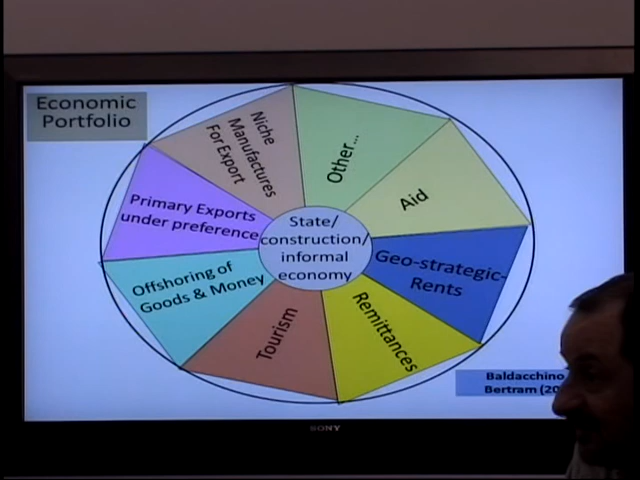 Economic
Portfolio
Niche
Manufactures
For Export
Other...
Aid
Primary Exports
under preference
State/
construction/
informal
economy
Geo-strategic-
Rents
Offshoring of
Goods & Money
Tourism
Remittances
Baldacchino
Bertram (20
SONY